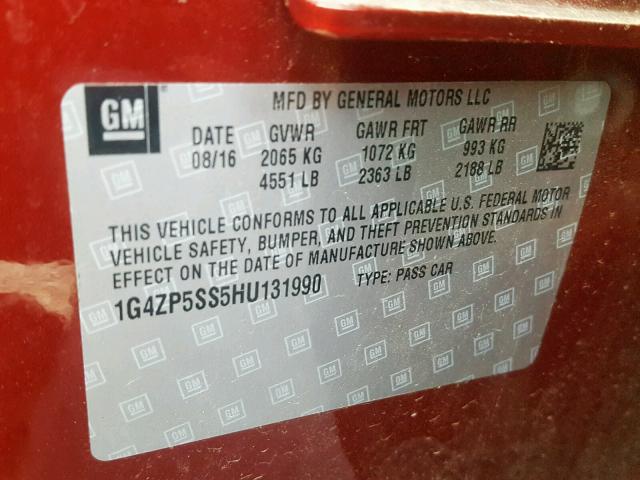 GM
MFD BY GENERAL MOTORS LLC
DATE GVWR GAWR FRT GAWR RR
08/16 2065 KG 1072 KG 993 KG
4551 LB 2363 LB 2188 LB
THIS VEHICLE CONFORMS TO ALL APPLICABLE U.S. FEDERAL MOTOR
VEHICLE SAFETY, BUMPER, AND THEFT PREVENTION STANDARDS IN
EFFECT ON THE DATE OF MANUFACTURE SHOWN ABOVE.
1G4ZP5SS5HU131990 TYPE: PASS CAR